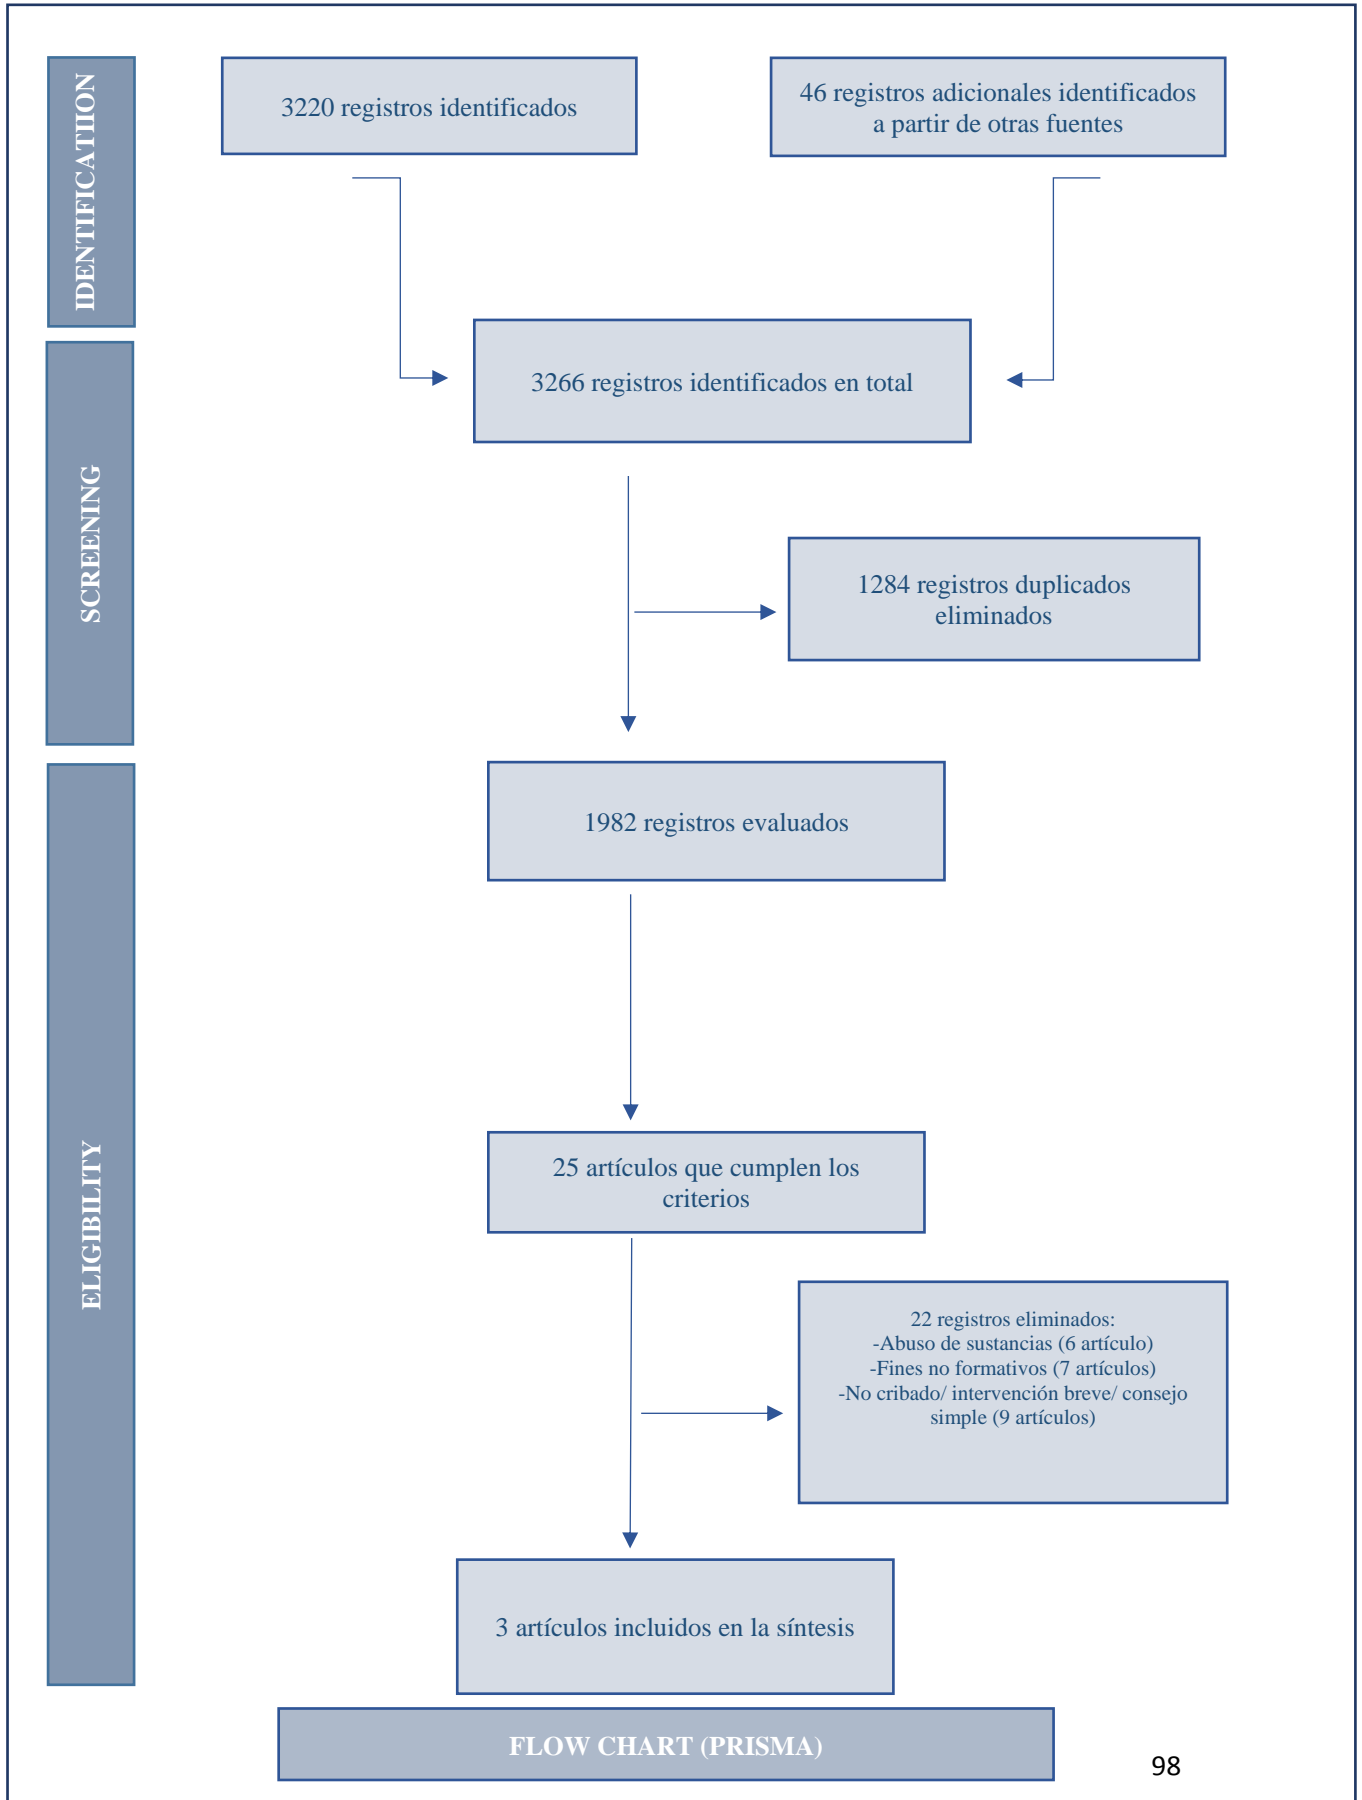 IDENTIFICATIION
3220 registros identificados
46 registros adicionales identificados
a partir de otras fuentes
3266 registros identificados en total
SCREENING
1284 registros duplicados
eliminados
1982 registros evaluados
ELIGIBILITY
25 artículos que cumplen los
criterios
22 registros eliminados:
-Abuso de sustancias (6 artículo)
-Fines no formativos (7 artículos)
-No cribado/ intervención breve/ consejo
simple (9 artículos)
3 artículos incluidos en la síntesis
FLOW CHART (PRISMA)
98